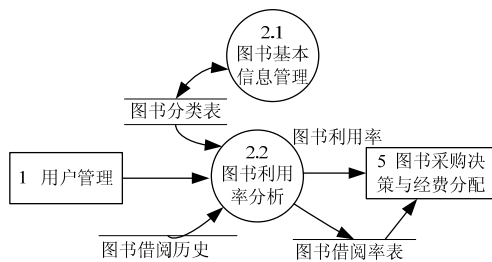 2.1
图书基本
信息管理
图书分类表
图书利用率
2.2
图书利用
率分析
1 用户管理
5 图书采购决
策与经费分配
图书借阅历史
图书借阅率表